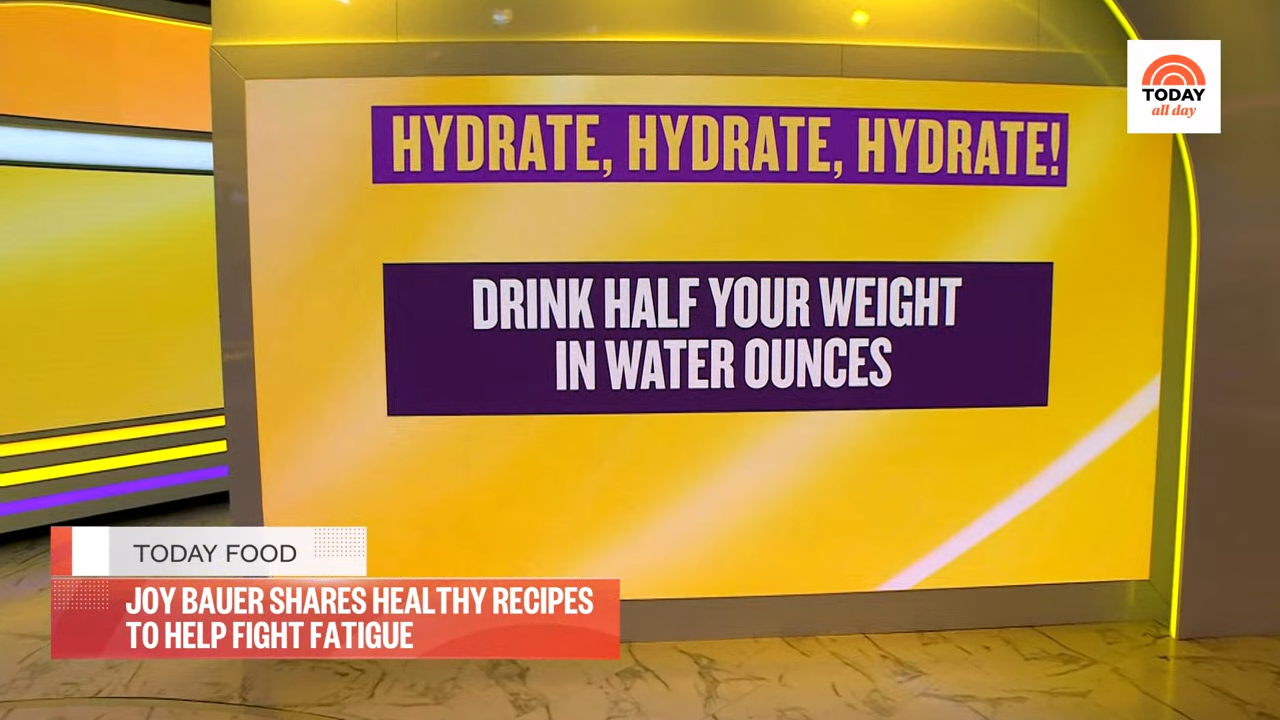 HYDRATE, HYDRATE, HYDRATE!
DRINK HALF YOUR WEIGHT
IN WATER OUNCES
TODAY
all day
TODAY FOOD
JOY BAUER SHARES HEALTHY RECIPES
TO HELP FIGHT FATIGUE